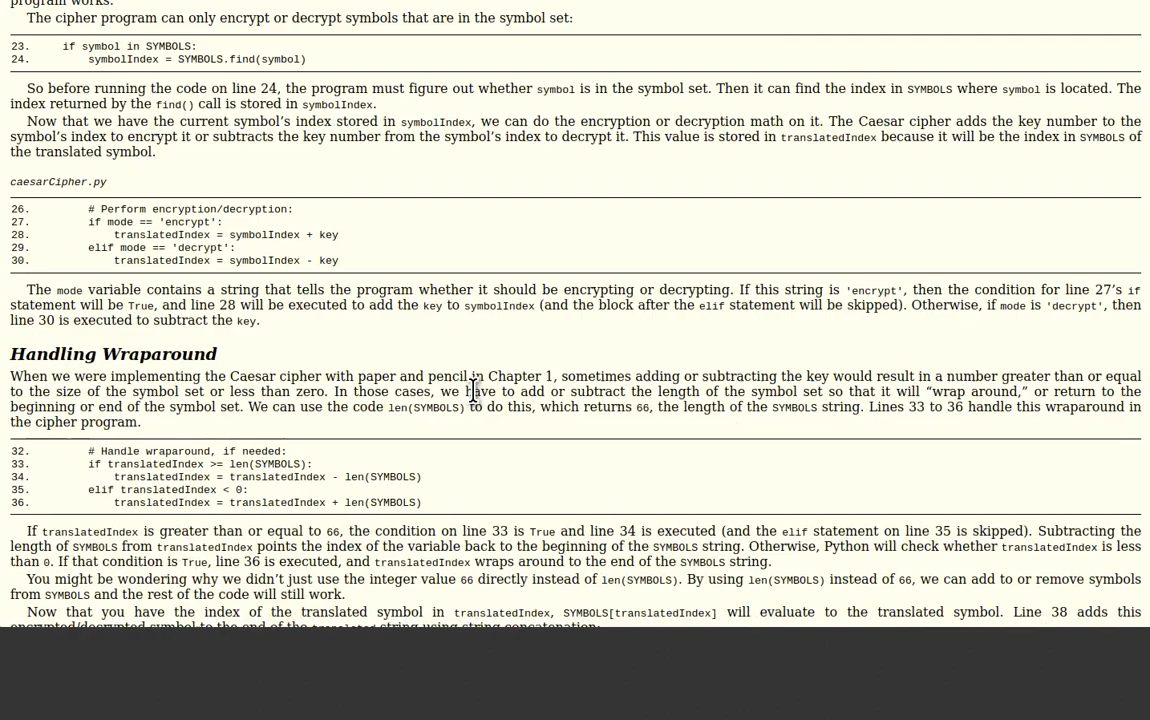 program works.
The cipher program can only encrypt or decrypt symbols that are in the symbol set:
23. if symbol in SYMBOLS:
24. symbolIndex = SYMBOLS.find(symbol)
So before running the code on line 24, the program must figure out whether symbol is in the symbol set. Then it can find the index in SYMBOLS where symbol is located. The
index returned by the find() call is stored in symbolIndex.
Now that we have the current symbol’s index stored in symbolIndex, we can do the encryption or decryption math on it. The Caesar cipher adds the key number to the
symbol’s index to encrypt it or subtracts the key number from the symbol’s index to decrypt it. This value is stored in translatedIndex because it will be the index in SYMBOLS of
the translated symbol.
caesarCipher.py
26. # Perform encryption/decryption:
27. if mode == 'encrypt':
28. translatedIndex = symbolIndex + key
29. elif mode == 'decrypt':
30. translatedIndex = symbolIndex - key
The mode variable contains a string that tells the program whether it should be encrypting or decrypting. If this string is 'encrypt', then the condition for line 27’s if
statement will be True, and line 28 will be executed to add the key to symbolIndex (and the block after the elif statement will be skipped). Otherwise, if mode is 'decrypt', then
line 30 is executed to subtract the key.
Handling Wraparound
When we were implementing the Caesar cipher with paper and pencil in Chapter 1, sometimes adding or subtracting the key would result in a number greater than or equal
to the size of the symbol set or less than zero. In those cases, we have to add or subtract the length of the symbol set so that it will “wrap around,” or return to the
beginning or end of the symbol set. We can use the code len(SYMBOLS) to do this, which returns 66, the length of the SYMBOLS string. Lines 33 to 36 handle this wraparound in
the cipher program.
32. # Handle wraparound, if needed:
33. if translatedIndex >= len(SYMBOLS):
34. translatedIndex = translatedIndex - len(SYMBOLS)
35. elif translatedIndex < 0:
36. translatedIndex = translatedIndex + len(SYMBOLS)
If translatedIndex is greater than or equal to 66, the condition on line 33 is True and line 34 is executed (and the elif statement on line 35 is skipped). Subtracting the
length of SYMBOLS from translatedIndex points the index of the variable back to the beginning of the SYMBOLS string. Otherwise, Python will check whether translatedIndex is less
than 0. If that condition is True, line 36 is executed, and translatedIndex wraps around to the end of the SYMBOLS string.
You might be wondering why we didn’t just use the integer value 66 directly instead of len(SYMBOLS). By using len(SYMBOLS) instead of 66, we can add to or remove symbols
from SYMBOLS and the rest of the code will still work.
Now that you have the index of the translated symbol in translatedIndex, SYMBOLS[translatedIndex] will evaluate to the translated symbol. Line 38 adds this
encrypted/decrypted symbol to the end of the translated string using string concatenation: